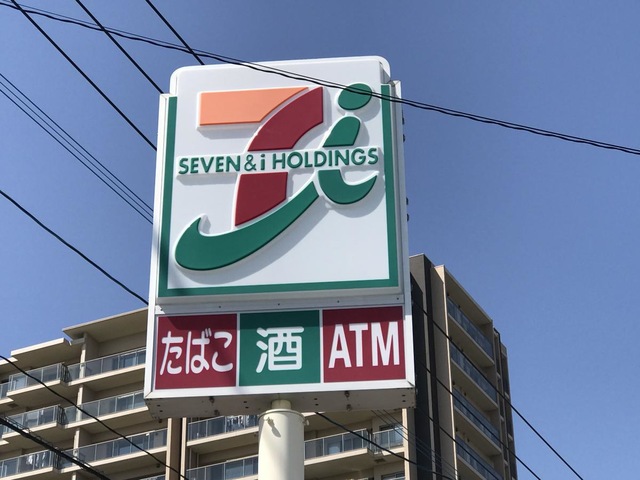 SEVEN & i HOLDINGS
たばこ 酒 ATM